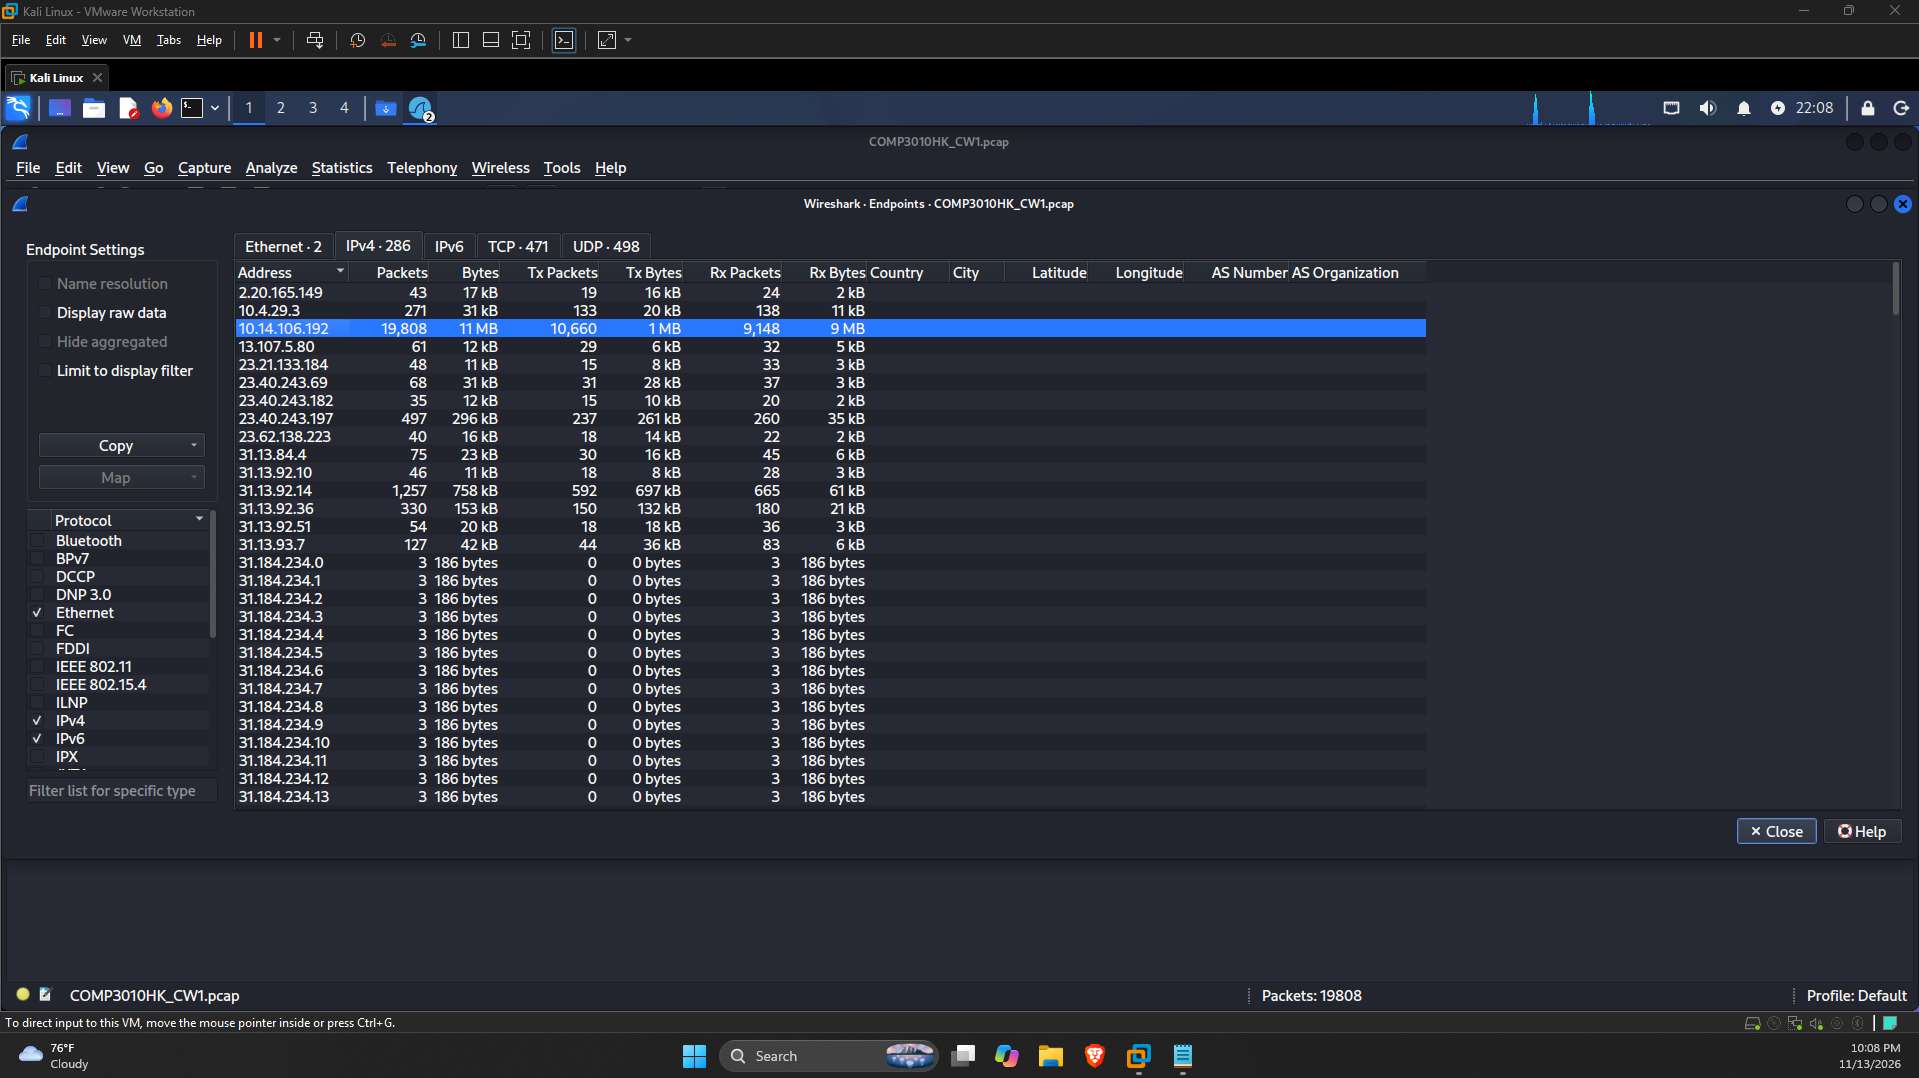 Kali Linux - VMware Workstation
File Edit View VM Tabs Help
Kali Linux
1 2 3 4 2 22:08
COMP3010HK_CW1.pcap
File Edit View Go Capture Analyze Statistics Telephony Wireless Tools Help
Wireshark · Endpoints · COMP3010HK_CW1.pcap
Endpoint Settings
Name resolution
Display raw data
Hide aggregated
Limit to display filter
Copy
Map
Protocol
Bluetooth
BPv7
DCCP
DNP 3.0
Ethernet
FC
FDDI
IEEE 802.11
IEEE 802.15.4
ILNP
IPv4
IPv6
IPX
Filter list for specific type
Ethernet · 2 IPv4 · 286 IPv6 TCP · 471 UDP · 498
Address Packets Bytes Tx Packets Tx Bytes Rx Packets Rx Bytes Country City Latitude Longitude AS Number AS Organization
2.20.165.149 43 17 kB 19 16 kB 24 2 kB
10.4.29.3 271 31 kB 133 20 kB 138 11 kB
10.14.106.192 19,808 11 MB 10,660 1 MB 9,148 9 MB
13.107.5.80 61 12 kB 29 6 kB 32 5 kB
23.21.133.184 48 11 kB 15 8 kB 33 3 kB
23.40.243.69 68 31 kB 31 28 kB 37 3 kB
23.40.243.182 35 12 kB 15 10 kB 20 2 kB
23.40.243.197 497 296 kB 237 261 kB 260 35 kB
23.62.138.223 40 16 kB 18 14 kB 22 2 kB
31.13.84.4 75 23 kB 30 16 kB 45 6 kB
31.13.92.10 46 11 kB 18 8 kB 28 3 kB
31.13.92.14 1,257 758 kB 592 697 kB 665 61 kB
31.13.92.36 330 153 kB 150 132 kB 180 21 kB
31.13.92.51 54 20 kB 18 18 kB 36 3 kB
31.13.93.7 127 42 kB 44 36 kB 83 6 kB
31.184.234.0 3 186 bytes 0 0 bytes 3 186 bytes
31.184.234.1 3 186 bytes 0 0 bytes 3 186 bytes
31.184.234.2 3 186 bytes 0 0 bytes 3 186 bytes
31.184.234.3 3 186 bytes 0 0 bytes 3 186 bytes
31.184.234.4 3 186 bytes 0 0 bytes 3 186 bytes
31.184.234.5 3 186 bytes 0 0 bytes 3 186 bytes
31.184.234.6 3 186 bytes 0 0 bytes 3 186 bytes
31.184.234.7 3 186 bytes 0 0 bytes 3 186 bytes
31.184.234.8 3 186 bytes 0 0 bytes 3 186 bytes
31.184.234.9 3 186 bytes 0 0 bytes 3 186 bytes
31.184.234.10 3 186 bytes 0 0 bytes 3 186 bytes
31.184.234.11 3 186 bytes 0 0 bytes 3 186 bytes
31.184.234.12 3 186 bytes 0 0 bytes 3 186 bytes
31.184.234.13 3 186 bytes 0 0 bytes 3 186 bytes
Close Help
COMP3010HK_CW1.pcap Packets: 19808 Profile: Default
To direct input to this VM, move the mouse pointer inside or press Ctrl+G.
76°F
Cloudy
Search
10:08 PM
11/13/2026